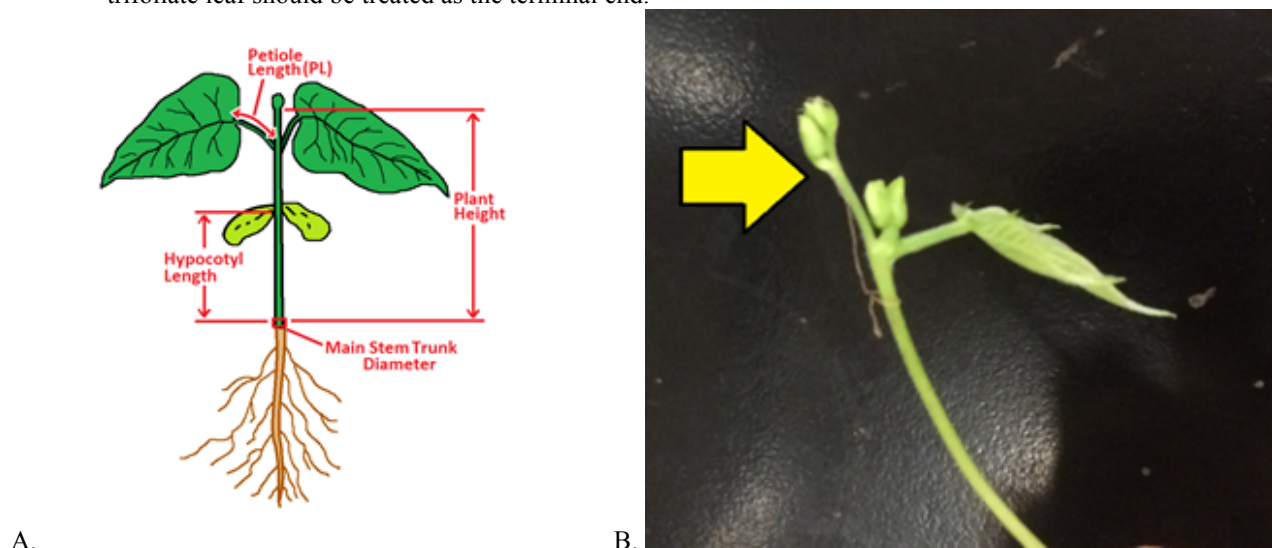 trifoliate leaf should be treated as the terminal end.
Petiole
Length(PL)
Plant
Height
Hypocotyl
Length
Main Stem Trunk
Diameter
A.
B.